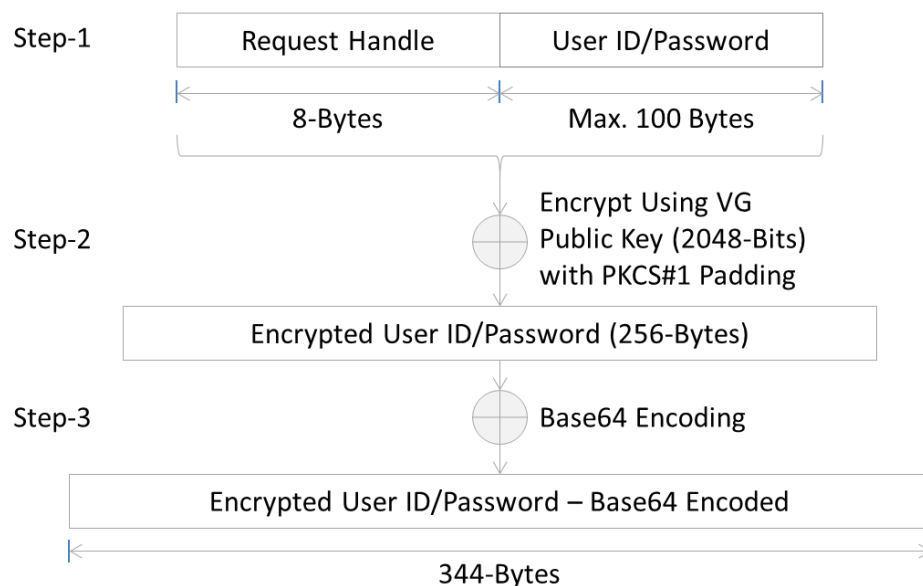 Step-1
Request Handle
User ID/Password
8-Bytes
Max. 100 Bytes
Step-2
Encrypt Using VG
Public Key (2048-Bits)
with PKCS#1 Padding
Encrypted User ID/Password (256-Bytes)
Step-3
Base64 Encoding
Encrypted User ID/Password – Base64 Encoded
344-Bytes